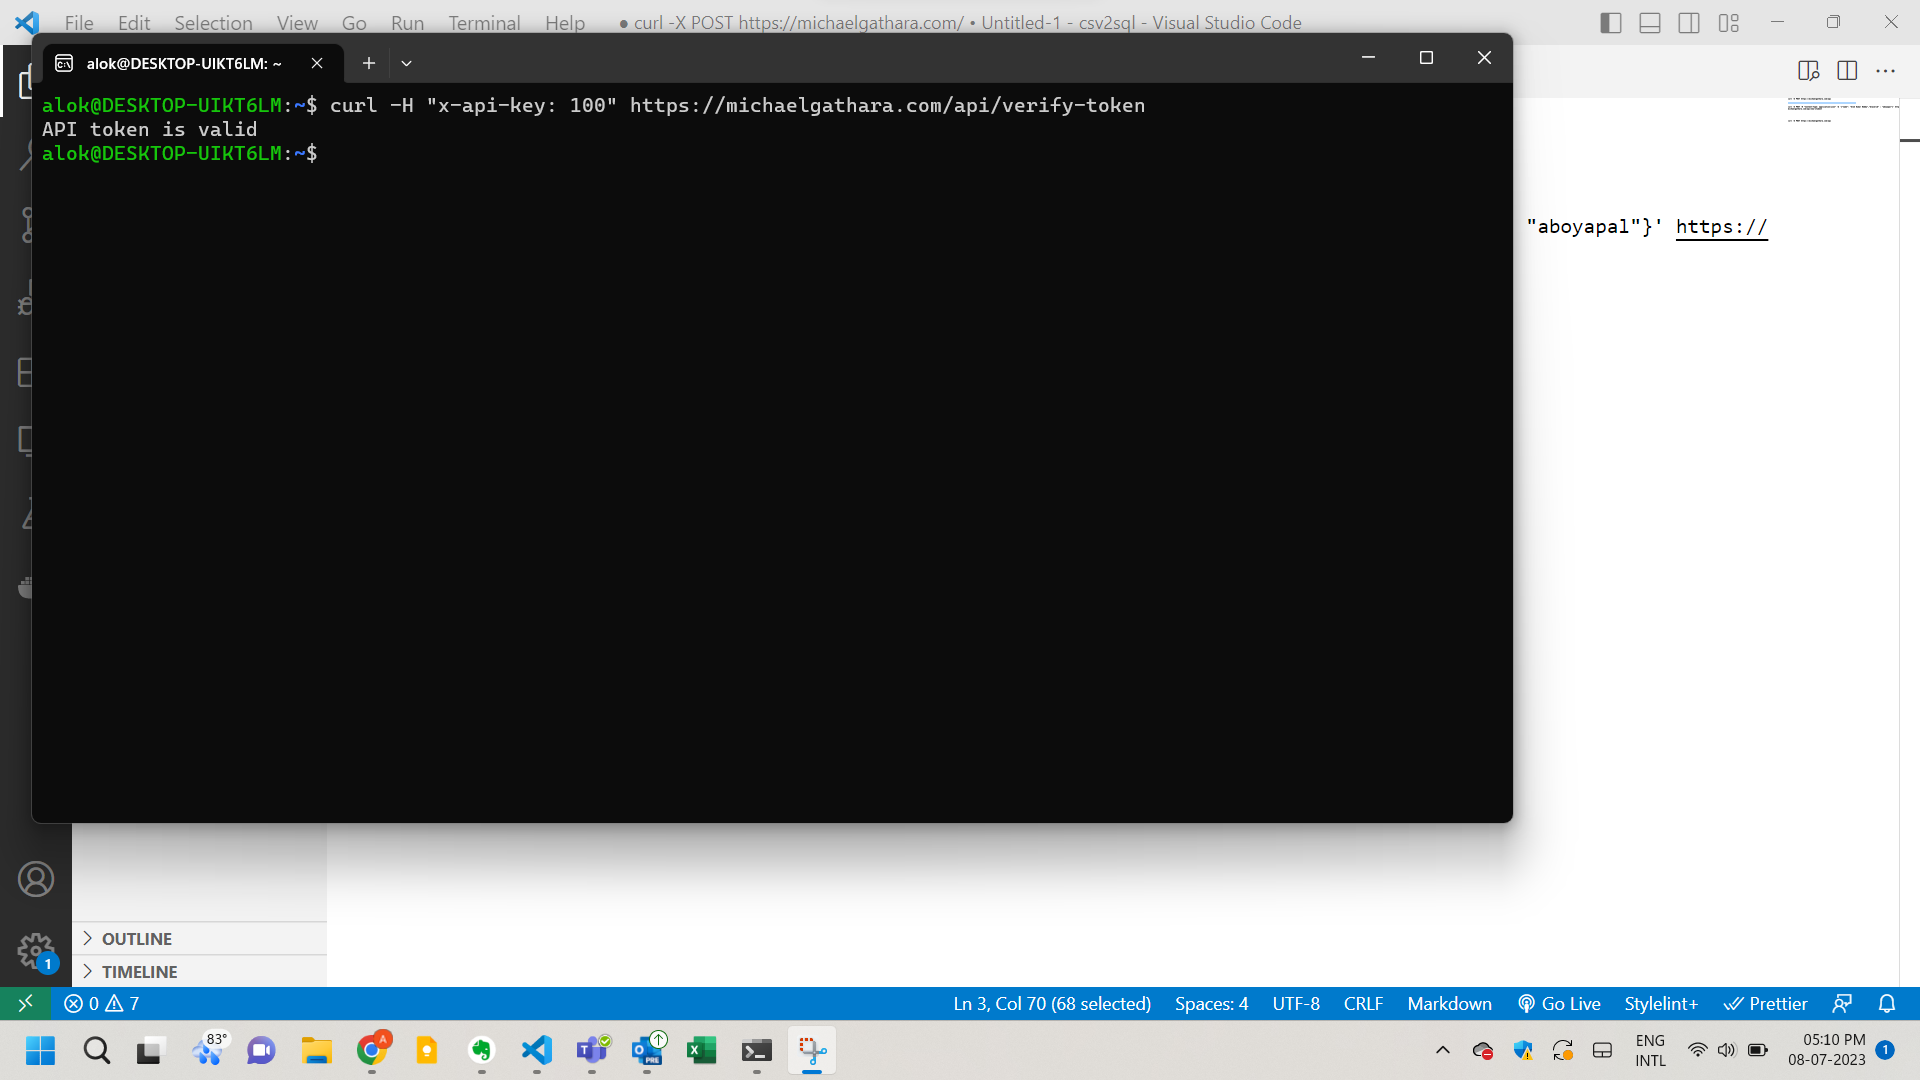 File Edit Selection View Go Run Terminal Help ● curl -X POST https://michaelgathara.com/ • Untitled-1 - csv2sql - Visual Studio Code
alok@DESKTOP-UIKT6LM: ~
alok@DESKTOP-UIKT6LM:~$ curl -H "x-api-key: 100" https://michaelgathara.com/api/verify-token
API token is valid
alok@DESKTOP-UIKT6LM:~$
"aboyapal"}' https://
OUTLINE
TIMELINE
1
0 7 Ln 3, Col 70 (68 selected) Spaces: 4 UTF-8 CRLF Markdown Go Live Stylelint+ Prettier
83°
A
PRE
ENG
INTL
05:10 PM
08-07-2023
1